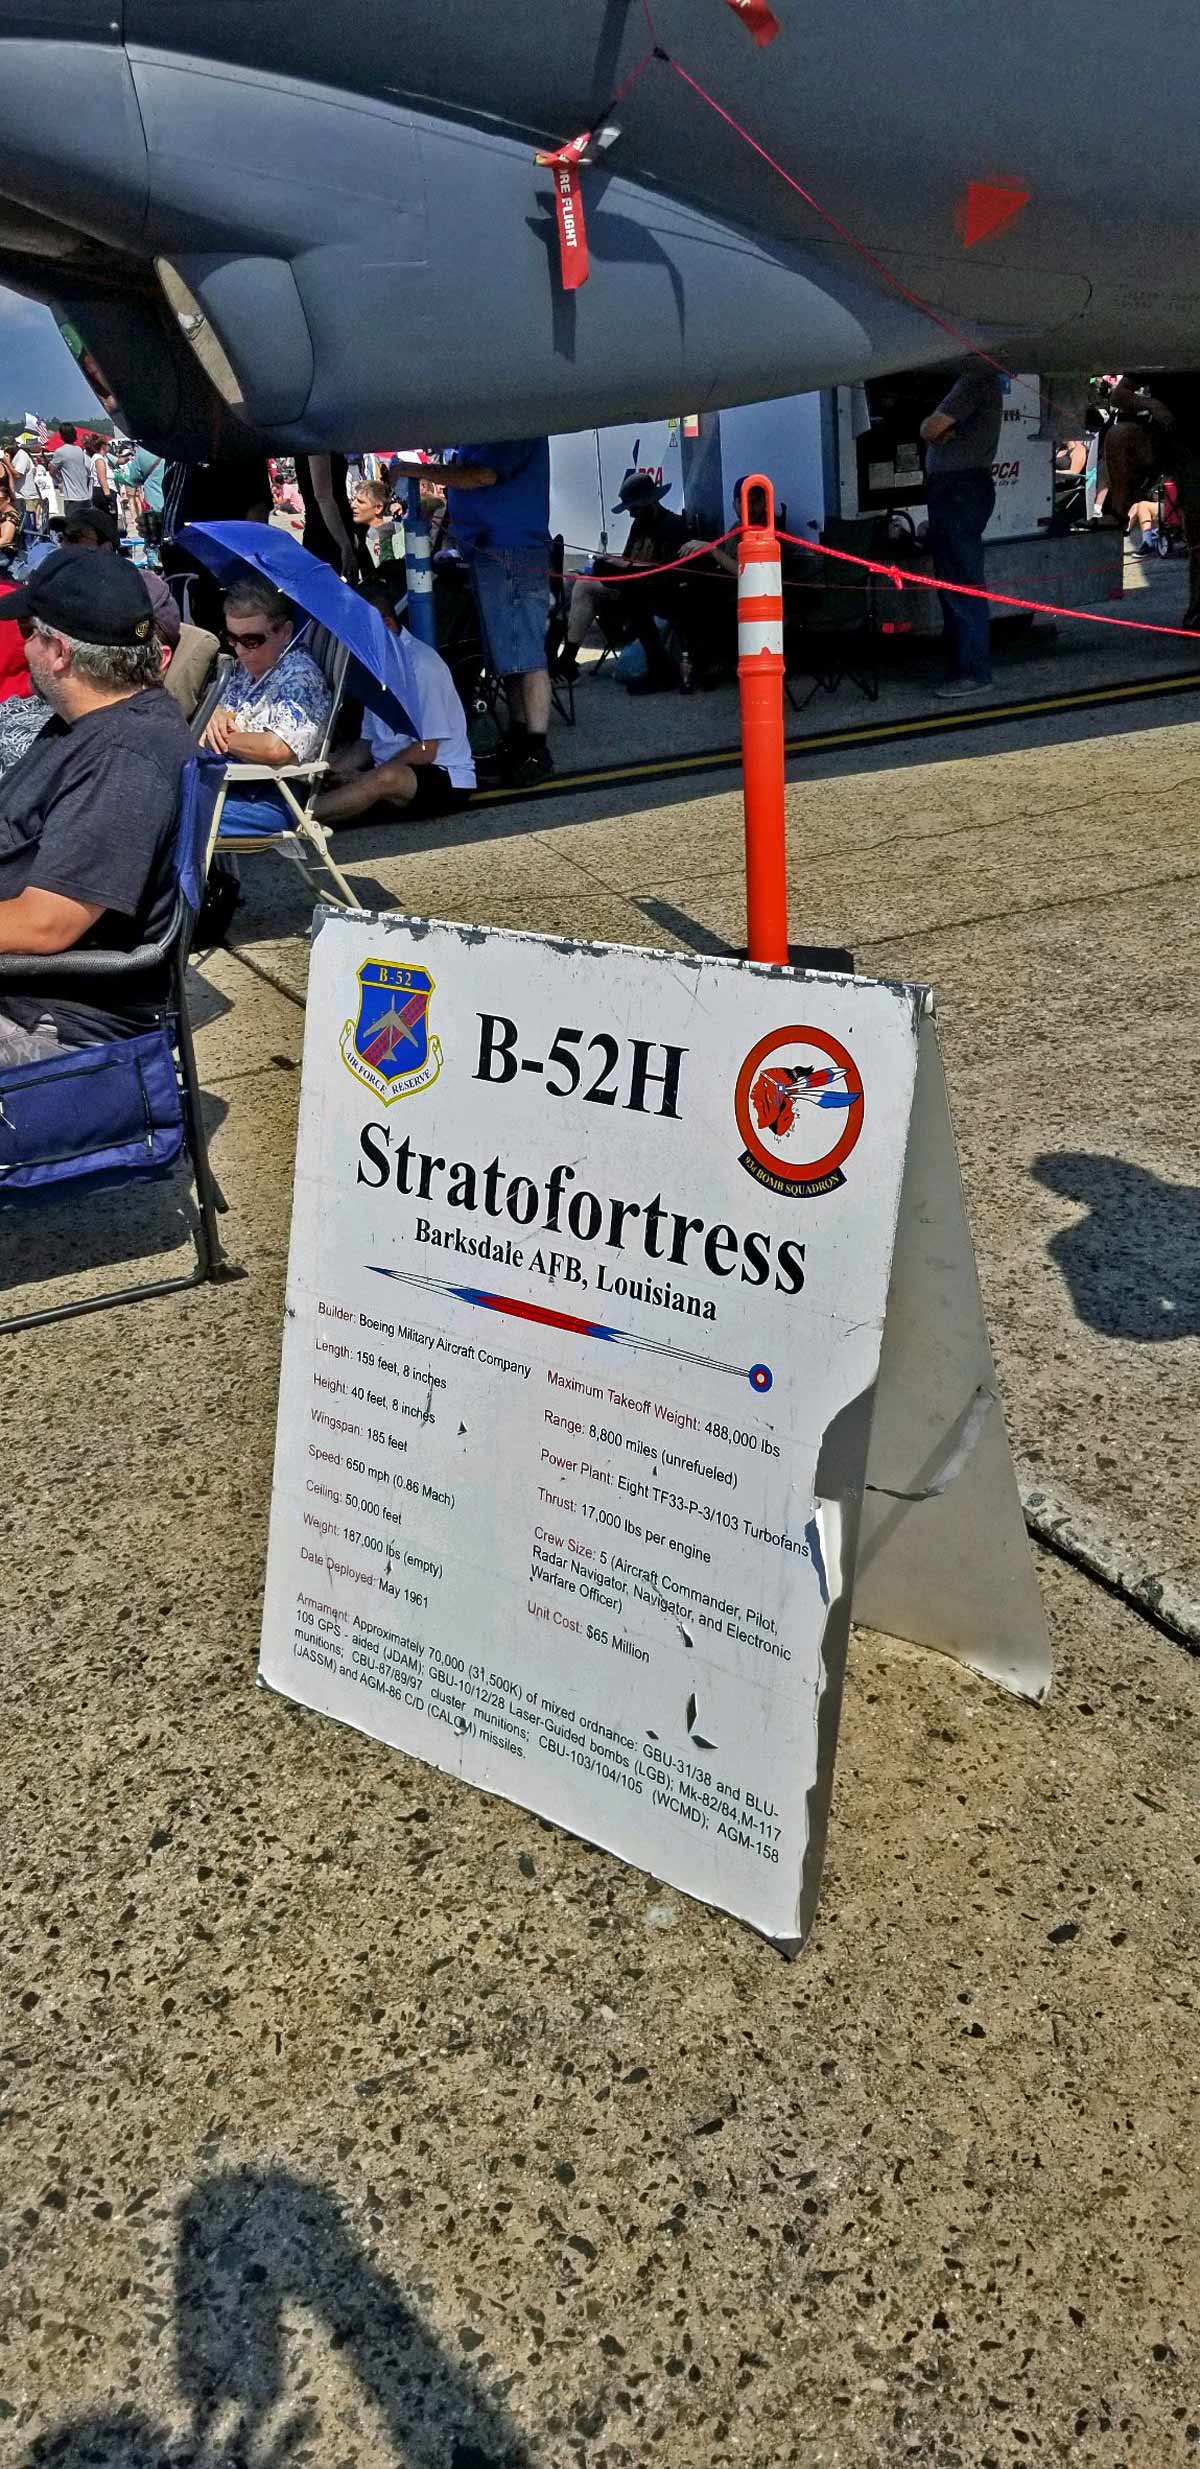 ORE FLIGHT
PCA
PCA
B-52
AIR FORCE RESERVE
B-52H
93d BOMB SQUADRON
Stratofortress
Barksdale AFB, Louisiana
Builder: Boeing Military Aircraft Company
Length: 159 feet, 8 inches
Height: 40 feet, 8 inches
Wingspan: 185 feet
Speed: 650 mph (0.86 Mach)
Ceiling: 50,000 feet
Weight: 187,000 lbs (empty)
Date Deployed: May 1961
Maximum Takeoff Weight: 488,000 lbs
Range: 8,800 miles (unrefueled)
Power Plant: Eight TF33-P-3/103 Turbofans
Thrust: 17,000 lbs per engine
Crew Size: 5 (Aircraft Commander, Pilot,
Radar Navigator, Navigator, and Electronic
Warfare Officer)
Unit Cost: $65 Million
Armament: Approximately 70,000 (31,500K) of mixed ordnance: GBU-31/38 and BLU-
109 GPS - aided (JDAM); GBU-10/12/28 Laser-Guided bombs (LGB); Mk-82/84,M-117
munitions; CBU-87/89/97 cluster munitions; CBU-103/104/105 (WCMD); AGM-158
(JASSM) and AGM-86 C/D (CALCM) missiles.